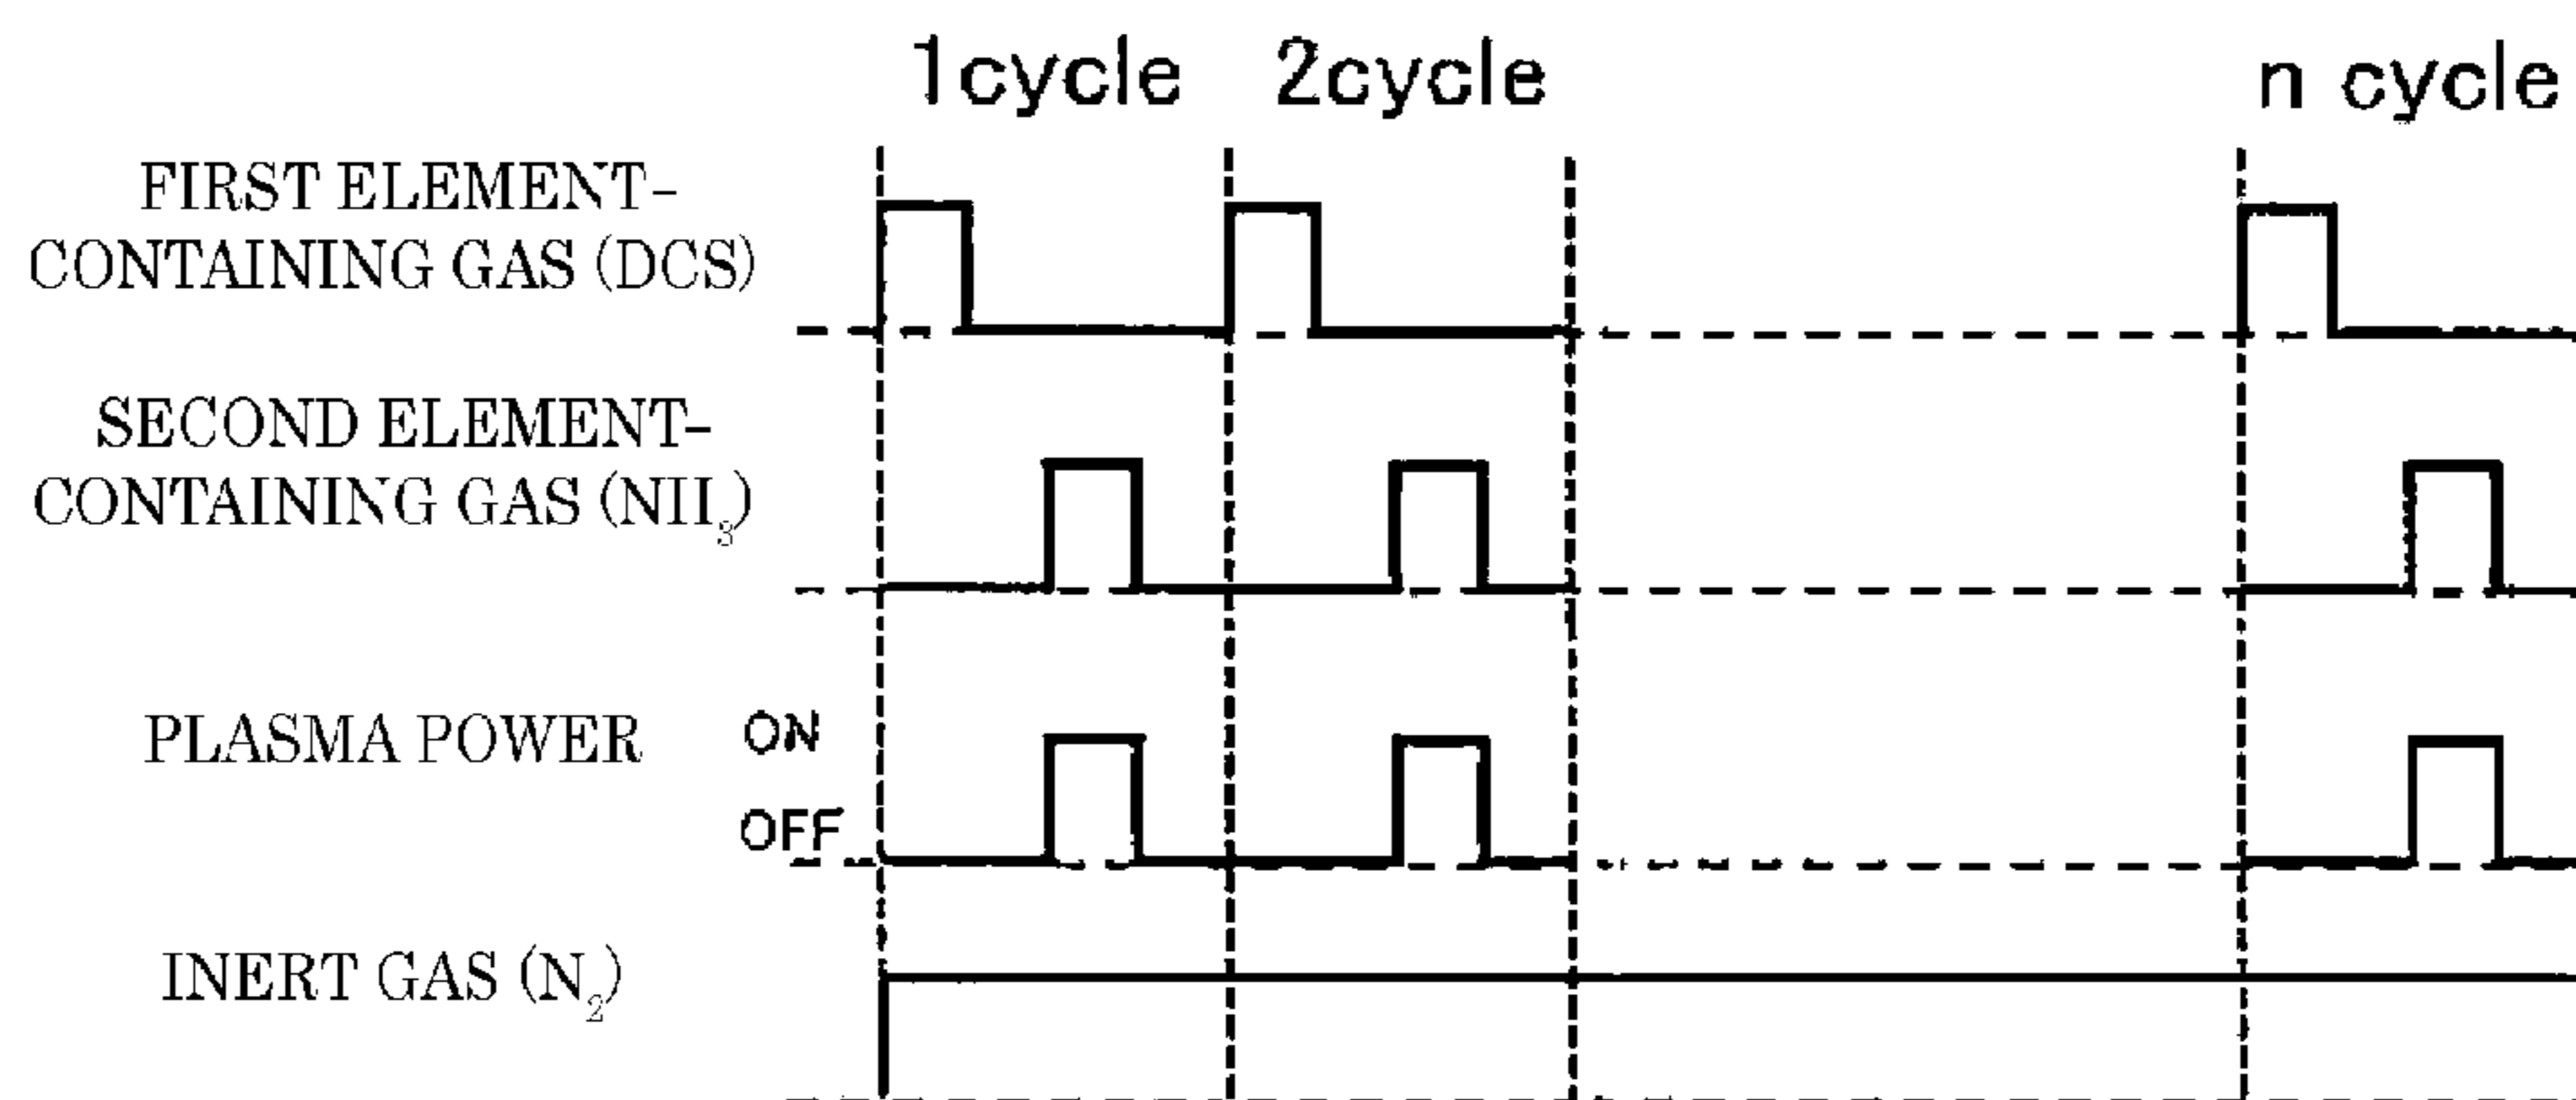 1cycle 2cycle n cycle
FIRST ELEMENT-
CONTAINING GAS (DCS)
SECOND ELEMENT-
CONTAINING GAS (NH₃)
PLASMA POWER ON
OFF
INERT GAS (N₂)